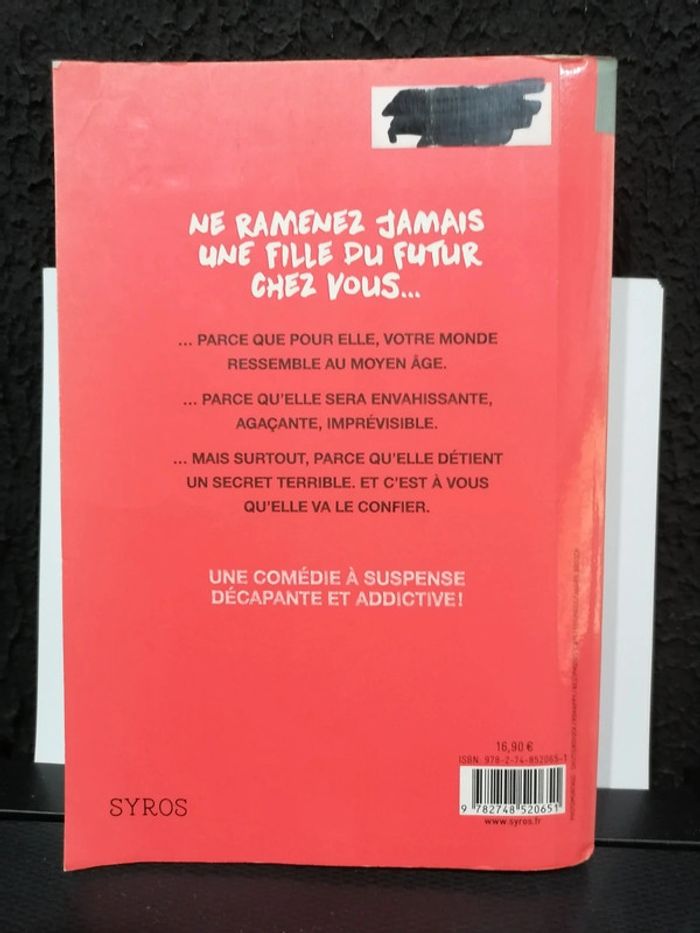 NE RAMENEZ JAMAIS
UNE FILLE DU FUTUR
CHEZ VOUS...
... PARCE QUE POUR ELLE, VOTRE MONDE
RESSEMBLE AU MOYEN ÂGE.
... PARCE QU'ELLE SERA ENVAHISSANTE,
AGAÇANTE, IMPRÉVISIBLE.
... MAIS SURTOUT, PARCE QU'ELLE DÉTIENT
UN SECRET TERRIBLE. ET C'EST À VOUS
QU'ELLE VA LE CONFIER.
UNE COMÉDIE À SUSPENSE
DÉCAPANTE ET ADDICTIVE!
16,90 €
ISBN 978-2-74-852065-1
9 782748 520651
www.syros.fr
SYROS